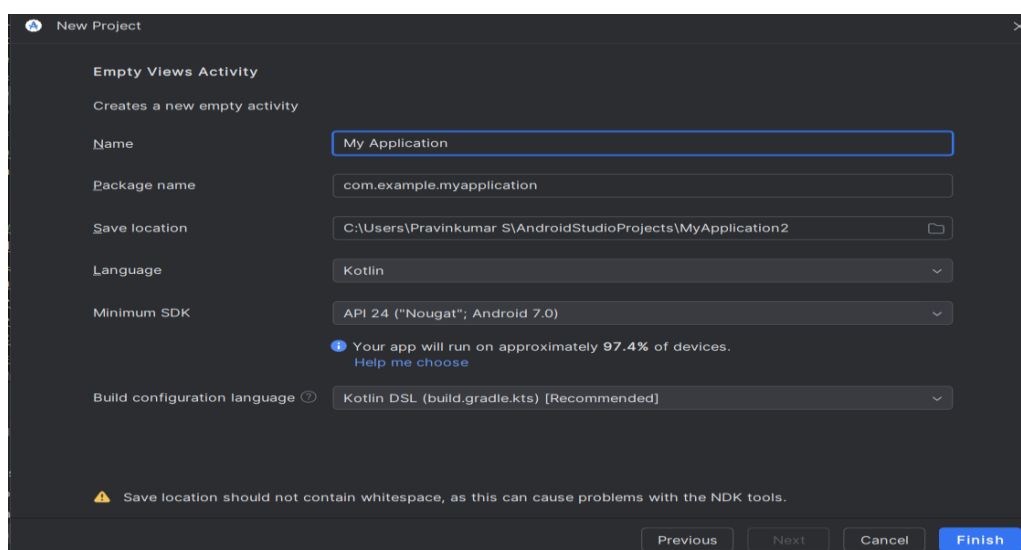 New Project
Empty Views Activity
Creates a new empty activity
Name My Application
Package name com.example.myapplication
Save location C:\Users\Pravinkumar S\AndroidStudioProjects\MyApplication2
Language Kotlin
Minimum SDK API 24 ("Nougat"; Android 7.0)
Your app will run on approximately 97.4% of devices.
Help me choose
Build configuration language Kotlin DSL (build.gradle.kts) [Recommended]
Save location should not contain whitespace, as this can cause problems with the NDK tools.
Previous Next Cancel Finish